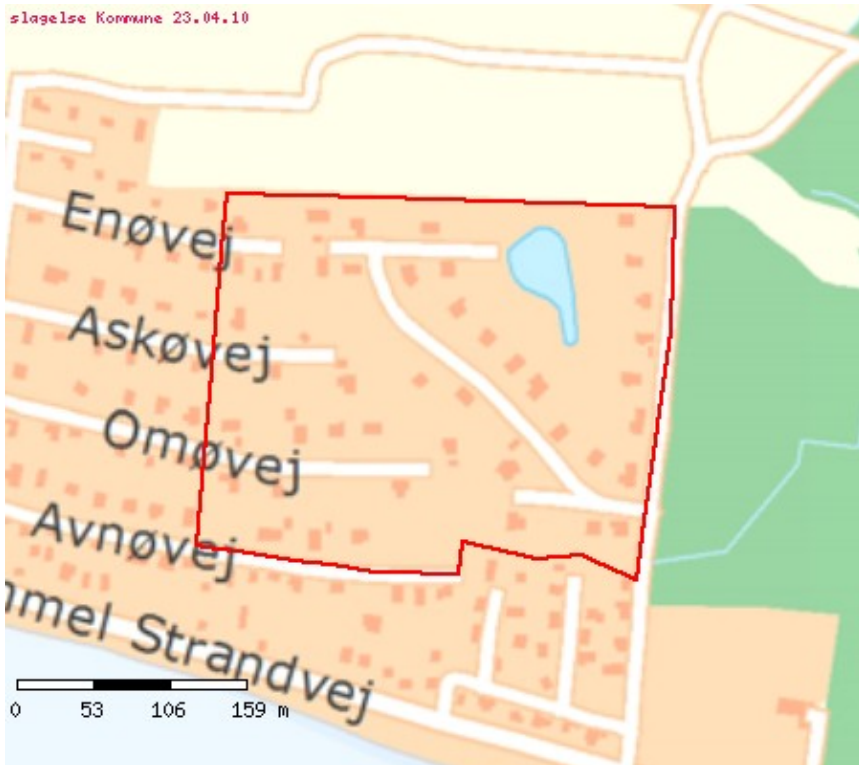 slagelse Kommune 23.04.10
Enøvej
Askøvej
Omøvej
Avnøvej
mmel Strandvej
0 53 106 159 m